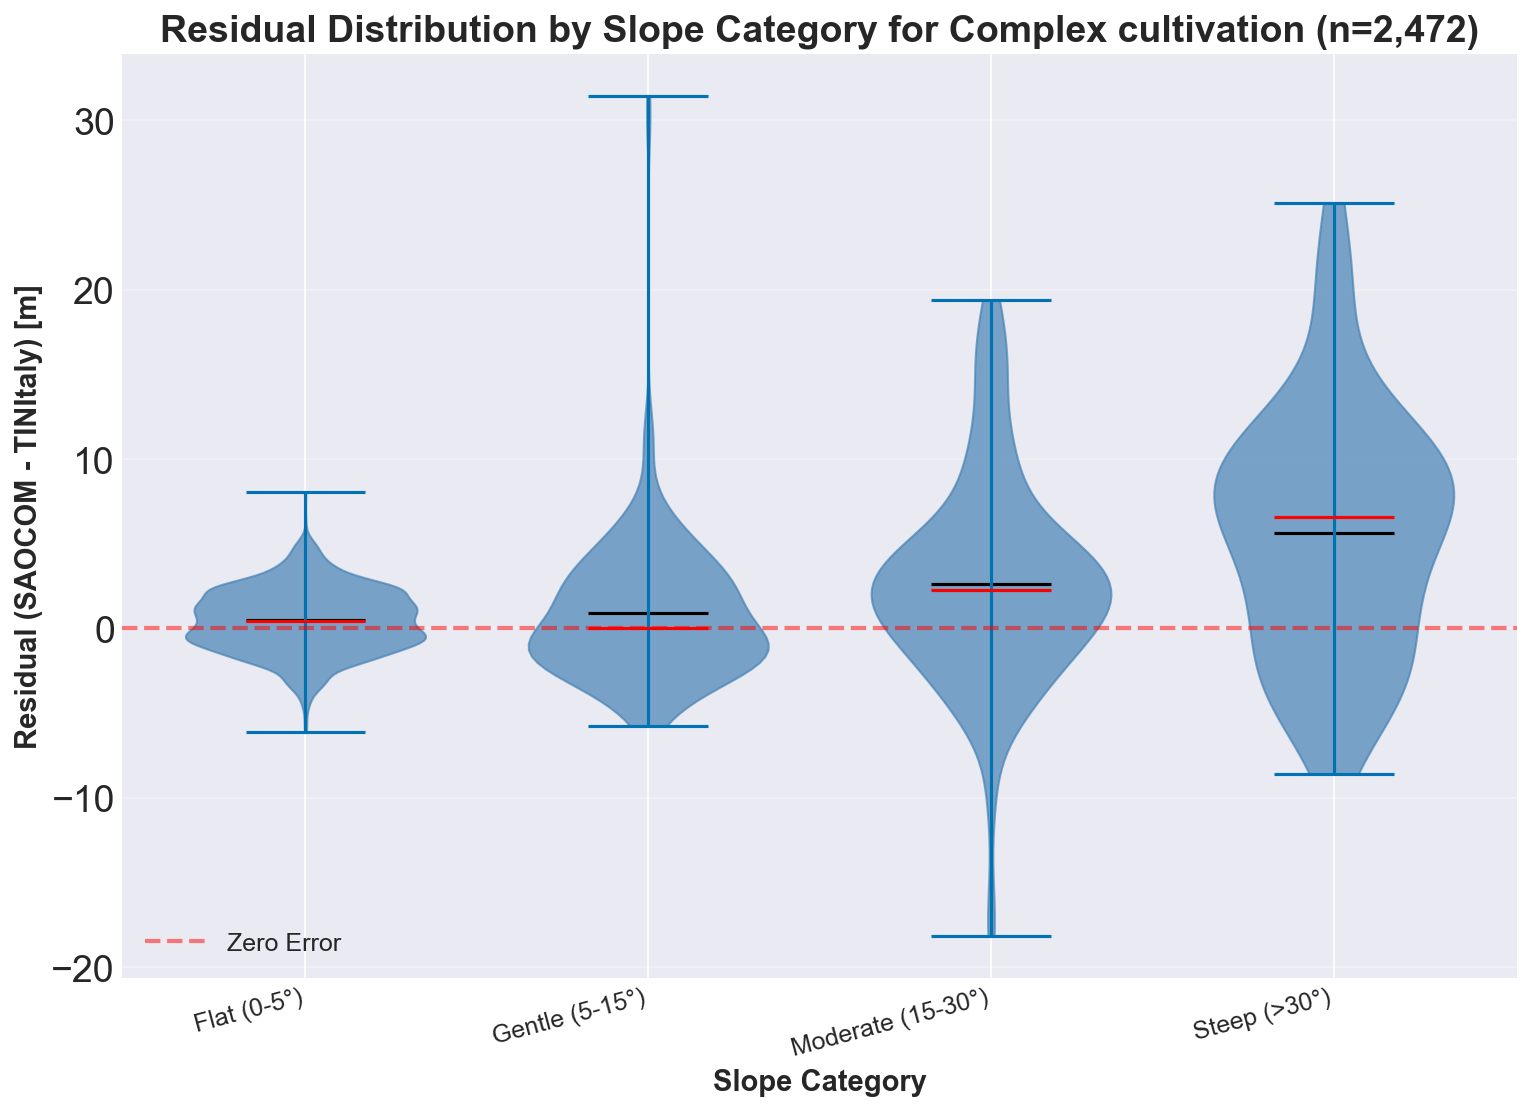 Residual Distribution by Slope Category for Complex cultivation (n=2,472)
Residual (SAOCOM - TINItaly) [m]
30
20
10
0
−10
−20
Zero Error
Flat (0-5°)
Gentle (5-15°)
Moderate (15-30°)
Steep (>30°)
Slope Category